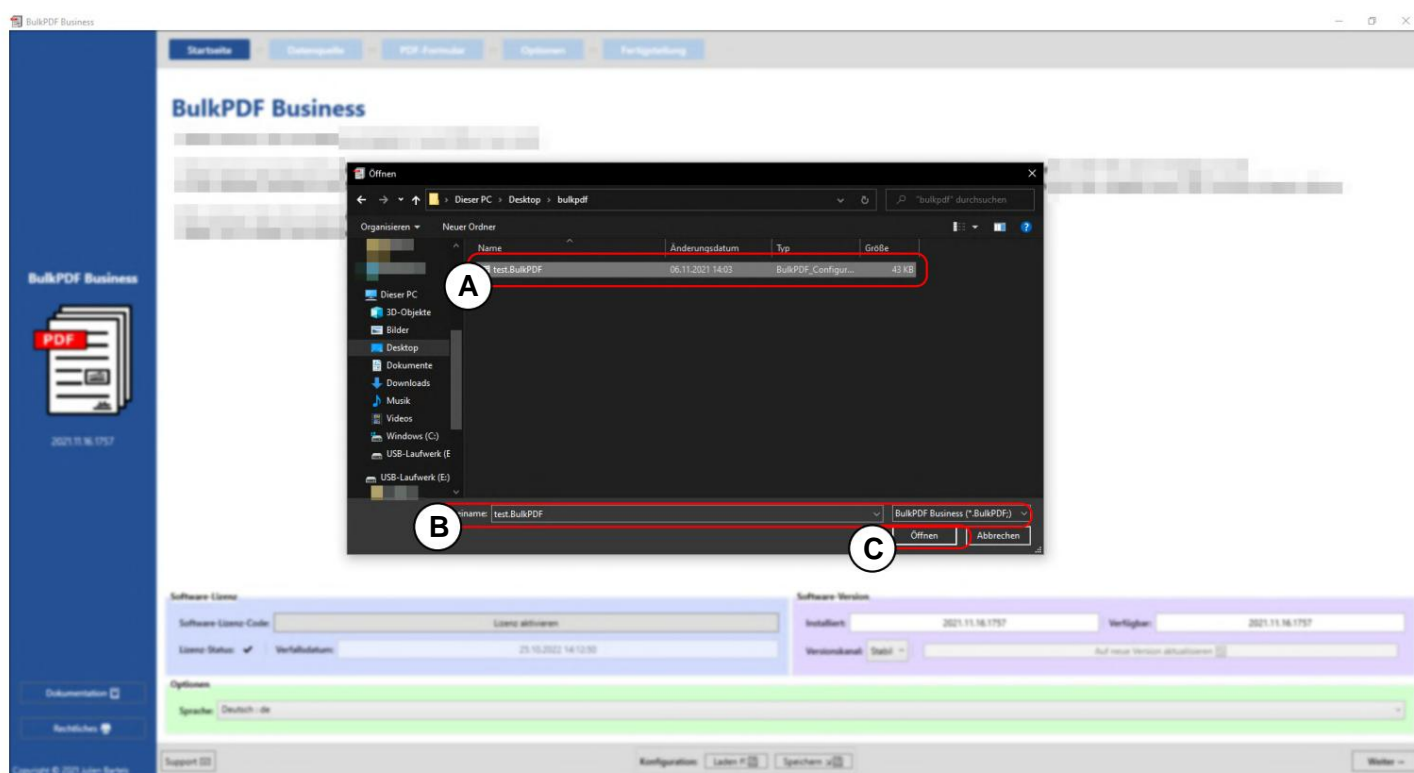 BulkPDF Business
Startseite Datenquelle PDF-Formular Optionen Fertigstellung
BulkPDF Business
Öffnen
Dieser PC › Desktop › bulkpdf
"bulkpdf" durchsuchen
Organisieren Neuer Ordner
Name Änderungsdatum Typ Größe
test.BulkPDF 06.11.2021 14:03 BulkPDF_Configur... 43 KB
A
BulkPDF Business
Dieser PC
3D-Objekte
Bilder
PDF
Desktop
Dokumente
Downloads
Musik
Videos
Windows (C:)
2021.11.16.1757
USB-Laufwerk (E
USB-Laufwerk (E:)
B
einame: test.BulkPDF BulkPDF Business (*.BulkPDF;)
C
Öffnen Abbrechen
Software-Lizenz Software-Version
Software-Lizenz-Code: Lizenz aktivieren Installiert: 2021.11.16.1757 Verfügbar: 2021.11.16.1757
Lizenz-Status: ✔ Verfallsdatum: 25.10.2022 14:12:50 Versionskanal: Stabil Auf neue Version aktualisieren
Optionen
Dokumentation
Sprache: Deutsch - de
Rechtliches
Support Konfiguration: Laden Speichern Weiter
Copyright © 2021 Julien Bartels